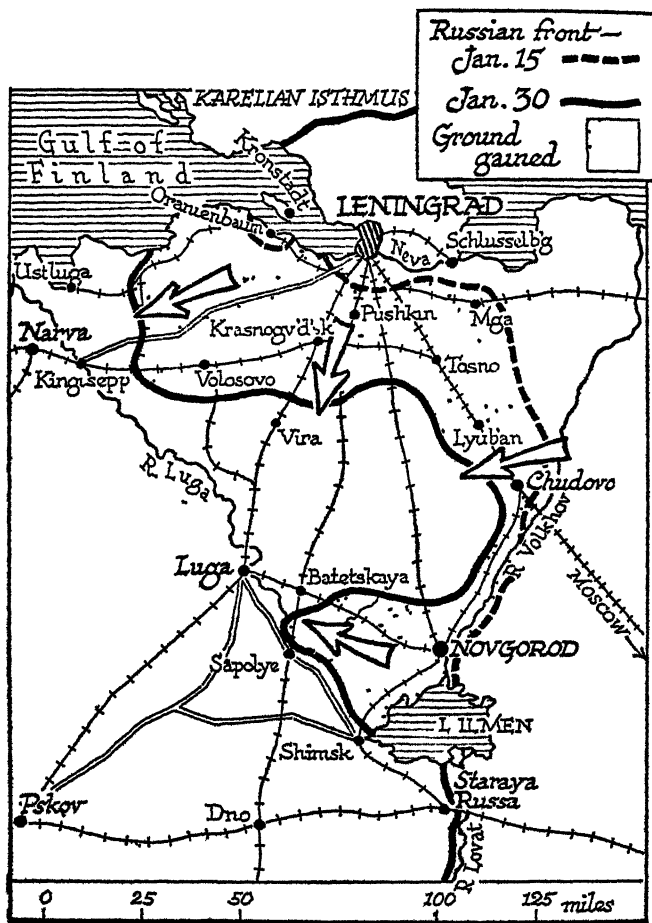 Russian front—
Jan. 15
Jan. 30
Ground
gained
KARELIAN ISTHMUS
Gulf of
Finland
Kronstadt
Oranienbaum
LENINGRAD
Neva
Schlusselb'g
Ustluga
Pushkin
Mga
Narva
Krasnogv'd'sk
Kingisepp
Volosovo
Tosno
Vira
Lyuban
R. Luga
Chudovo
R. Volkhov
Luga
Batetskaya
Moscow
NOVGOROD
Sapolye
L. ILMEN
Shimsk
Staraya
Russa
Pskov
Dno
R. Lovat
0 25 50 100 125 miles